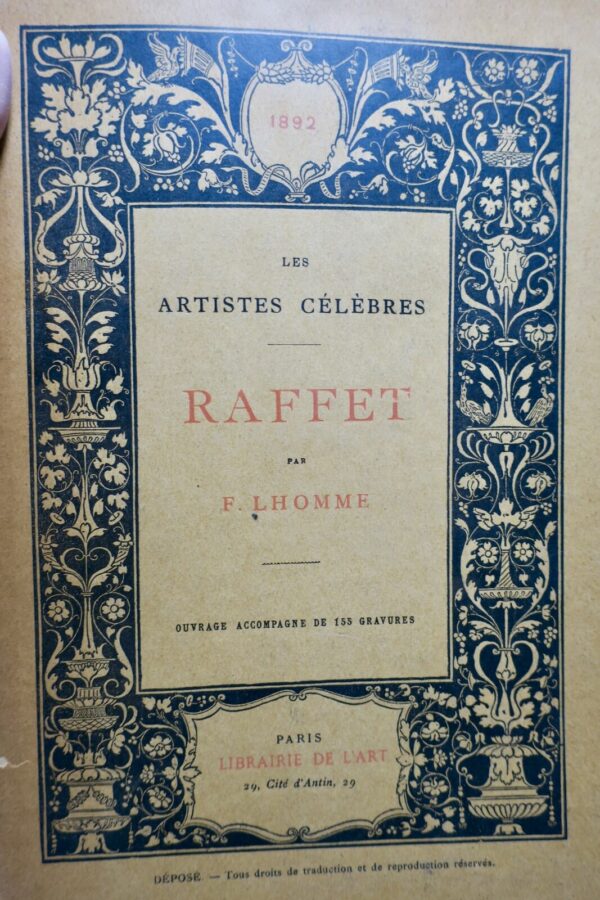 1892
LES
ARTISTES CÉLÈBRES
RAFFET
PAR
F. LHOMME
OUVRAGE ACCOMPAGNE DE 155 GRAVURES
PARIS
LIBRAIRIE DE L'ART
29, Cité d'Antin, 29
DÉPOSÉ — Tous droits de traduction et de reproduction réservés.